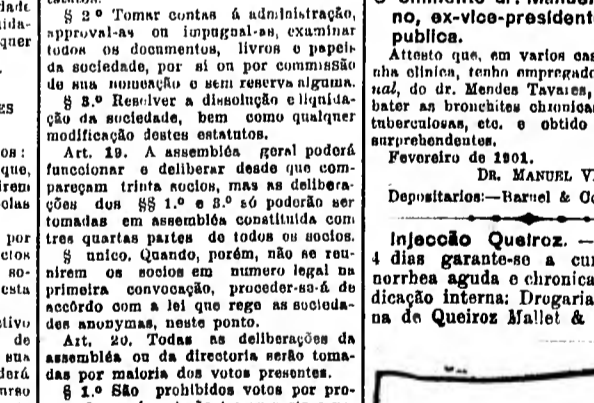 § 2º Tomar contas á administração,
approval-as ou impugnal-as, examinar
todos os documentos, livros e papeis
da sociedade, por si ou por commissão
de sua nomeação e sem reserva alguma.
§ 3.º Resolver a dissolução e liquida-
ção da sociedade, bem como qualquer
modificação destes estatutos.
Art. 19. A assembléa geral poderá
funccionar e deliberar desde que com-
pareçam trinta socios, mas as delibera-
ções dos §§ 1.º e 3.º só poderão ser
tomadas em assembléa constituida com
tres quartas partes de todos os socios.
§ unico. Quando, porém, não se reu-
nirem os socios em numero legal na
primeira convocação, proceder-se-á de
accôrdo com a lei que rege as socieda-
des anonymas, neste ponto.
Art. 20. Todas as deliberações da
assembléa ou da directoria serão toma-
das por maioria dos votos presentes.
§ 1.º São prohibidos votos por pro-
no, ex-vice-president
publica.
Attesto que, em varios cas
nha clinica, tenho empregado
nal, do dr. Mendes Tavares,
bater as bronchites chronicas
tuberculosas, etc. e obtido
surprehendentes.
Fevereiro de 1901.
DR. MANUEL V
Depositarios:—Baruel & Co
Injecção Queiroz. —
4 dias garante-se a cur
norrhea aguda e chronica
dicação interna: Drogaria
na de Queiroz Mallet &